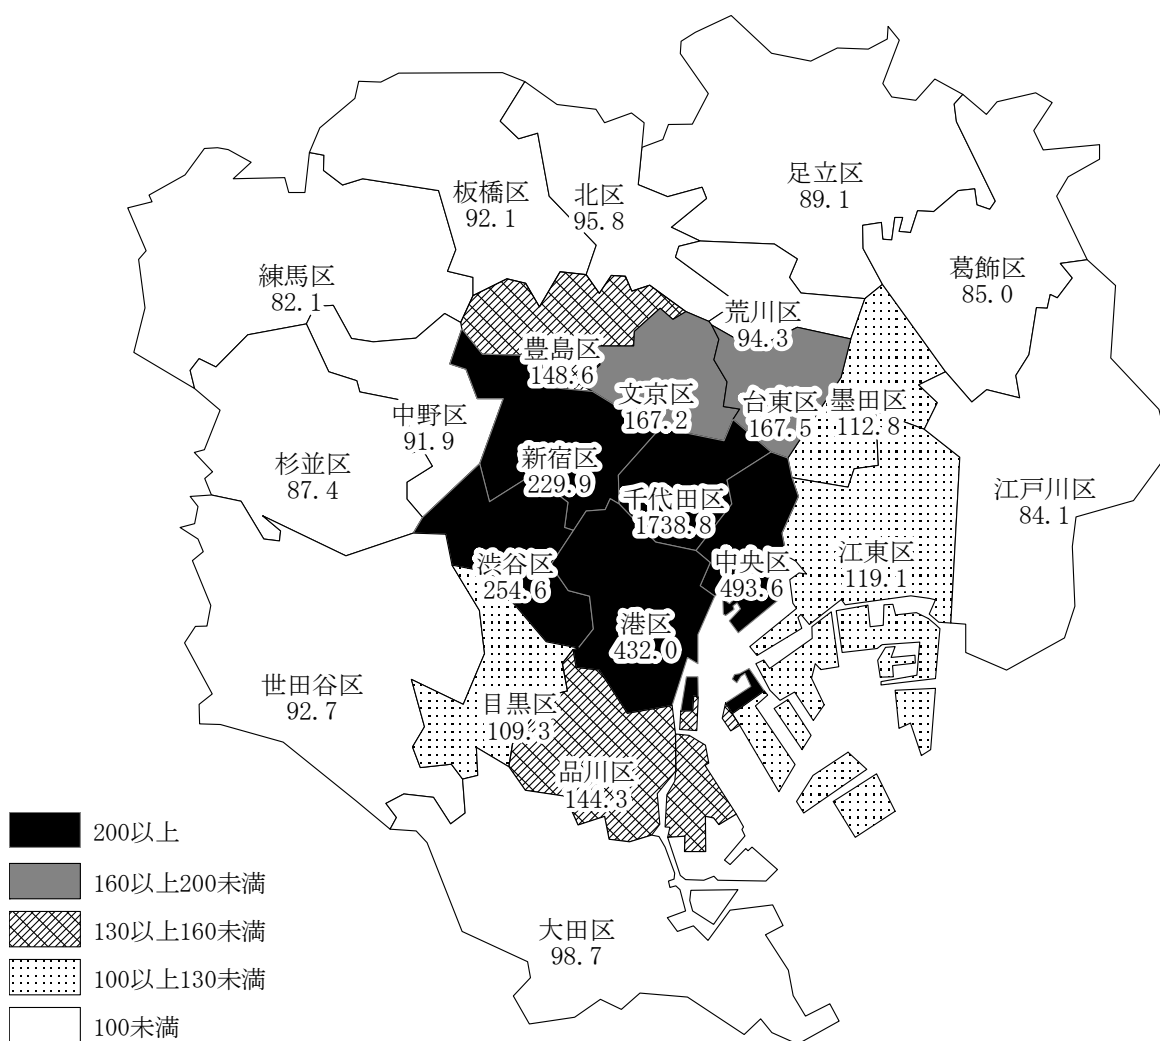 足立区
89.1
板橋区
92.1
北区
95.8
葛飾区
85.0
練馬区
82.1
荒川区
94.3
豊島区
148.6
文京区
167.2
台東区
167.5
墨田区
112.8
中野区
91.9
杉並区
87.4
新宿区
229.9
千代田区
1738.8
江戸川区
84.1
渋谷区
254.6
中央区
493.6
江東区
119.1
港区
432.0
世田谷区
92.7
目黒区
109.3
品川区
144.3
大田区
98.7
200以上
160以上200未満
130以上160未満
100以上130未満
100未満